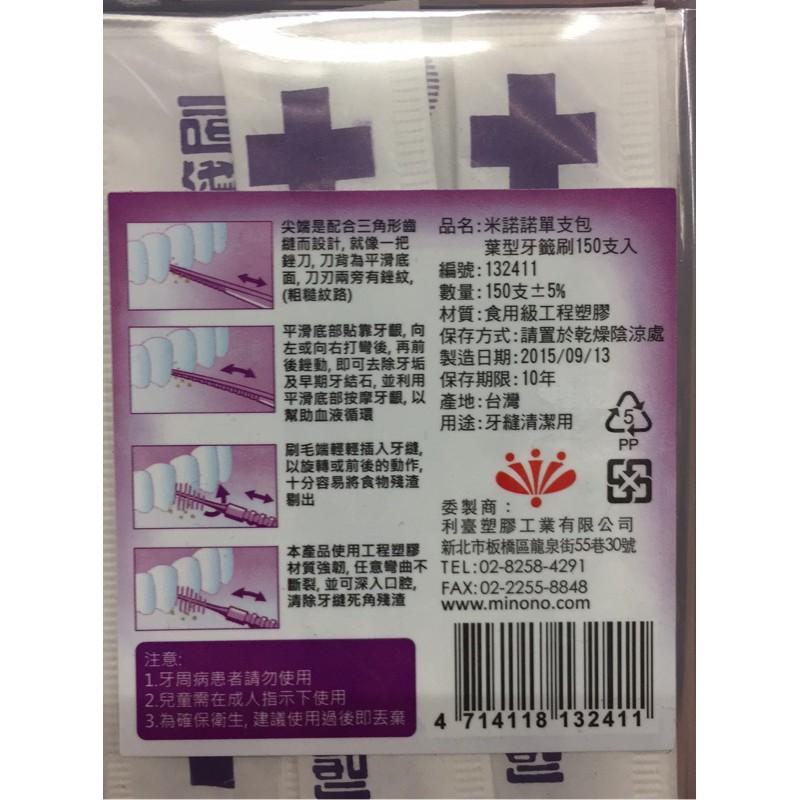 尖端是配合三角形齒
縫而設計, 就像一把
銼刀, 刀背為平滑底
面, 刀刃兩旁有銼紋,
(粗糙紋路)
平滑底部貼靠牙齦, 向
左或向右打彎後, 再前
後銼動, 即可去除牙垢
及早期牙結石, 並利用
平滑底部按摩牙齦, 以
幫助血液循環
刷毛端輕輕插入牙縫,
以旋轉或前後的動作,
十分容易將食物殘渣
剔出
本產品使用工程塑膠
材質強韌, 任意彎曲不
斷裂, 並可深入口腔,
清除牙縫死角殘渣
注意:
1.牙周病患者請勿使用
2.兒童需在成人指示下使用
3.為確保衛生, 建議使用過後即丟棄
品名:米諾諾單支包
葉型牙籤刷150支入
編號:132411
數量:150支±5%
材質:食用級工程塑膠
保存方式:請置於乾燥陰涼處
製造日期:2015/09/13
保存期限:10年
產地:台灣
用途:牙縫清潔用
5
PP
委製商:
利臺塑膠工業有限公司
新北市板橋區龍泉街55巷30號
TEL:02-8258-4291
FAX:02-2255-8848
www.minono.com
4 714118 132411